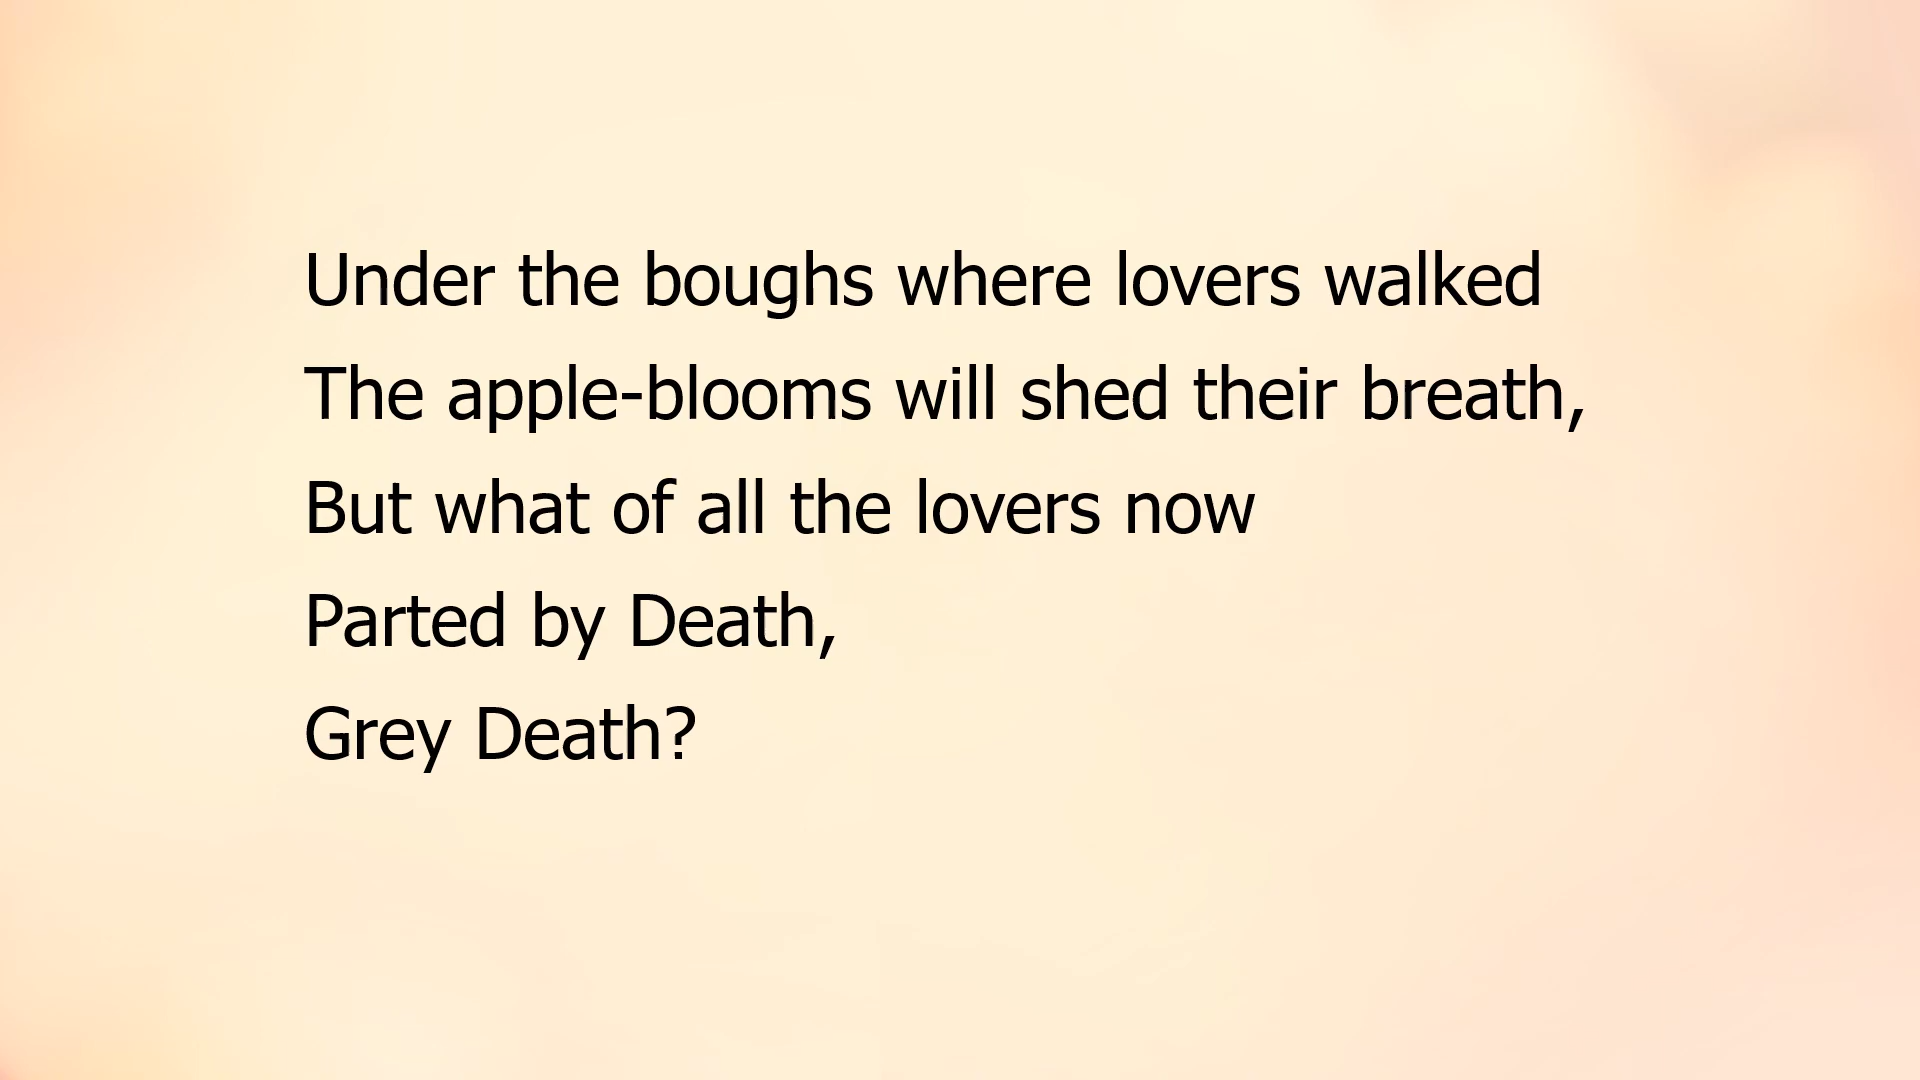 Under the boughs where lovers walked
The apple-blooms will shed their breath,
But what of all the lovers now
Parted by Death,
Grey Death?